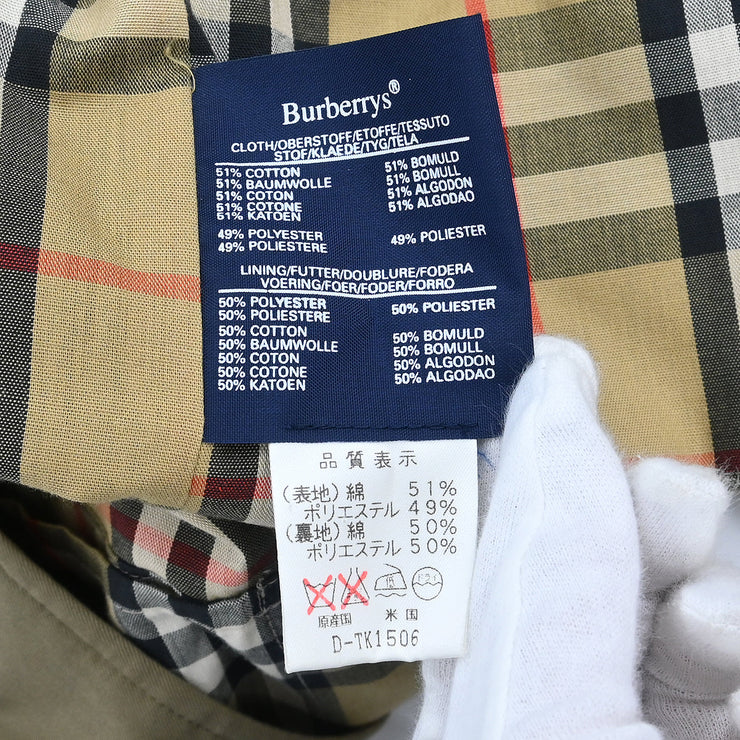 Burberrys®
CLOTH/OBERSTOFF/ETOFFE/TESSUTO
STOF/KLAEDE/TYG/TELA
51% COTTON
51% BAUMWOLLE
51% COTON
51% COTONE
51% KATOEN
51% BOMULD
51% BOMULL
51% ALGODON
51% ALGODAO
49% POLYESTER
49% POLIESTERE
49% POLIESTER
LINING/FUTTER/DOUBLURE/FODERA
VOERING/FOER/FODER/FORRO
50% POLYESTER
50% POLIESTERE
50% POLIESTER
50% COTTON
50% BAUMWOLLE
50% COTON
50% COTONE
50% KATOEN
50% BOMULD
50% BOMULL
50% ALGODON
50% ALGODAO
品質表示
(表地) 綿 51%
ポリエステル 49%
(裏地) 綿 50%
ポリエステル 50%
ドライ
原産国 米国
D-TK1506